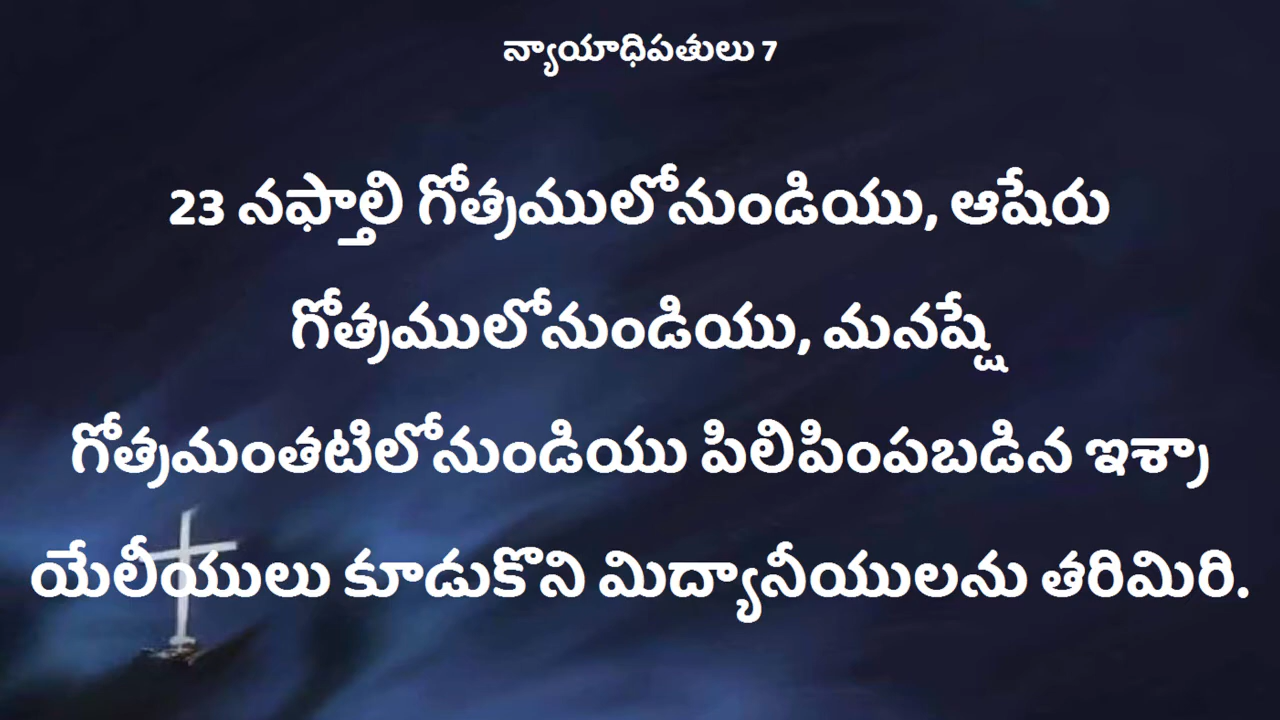 న్యాయాధిపతులు 7
23 నఫ్తాలి గోత్రములోనుండియు, ఆషేరు
గోత్రములోనుండియు, మనష్షే
గోత్రమంతటిలోనుండియు పిలిపింపబడిన ఇశ్రా
యేలీయులు కూడుకొని మిద్యానీయులను తరిమిరి.